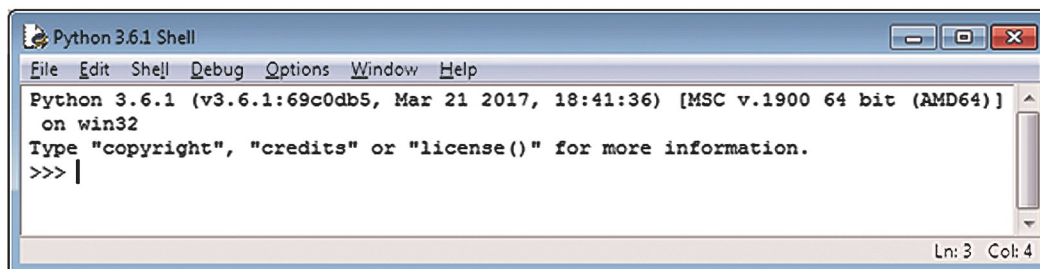 Python 3.6.1 Shell
File Edit Shell Debug Options Window Help
Python 3.6.1 (v3.6.1:69c0db5, Mar 21 2017, 18:41:36) [MSC v.1900 64 bit (AMD64)]
on win32
Type "copyright", "credits" or "license()" for more information.
>>>
Ln: 3 Col: 4